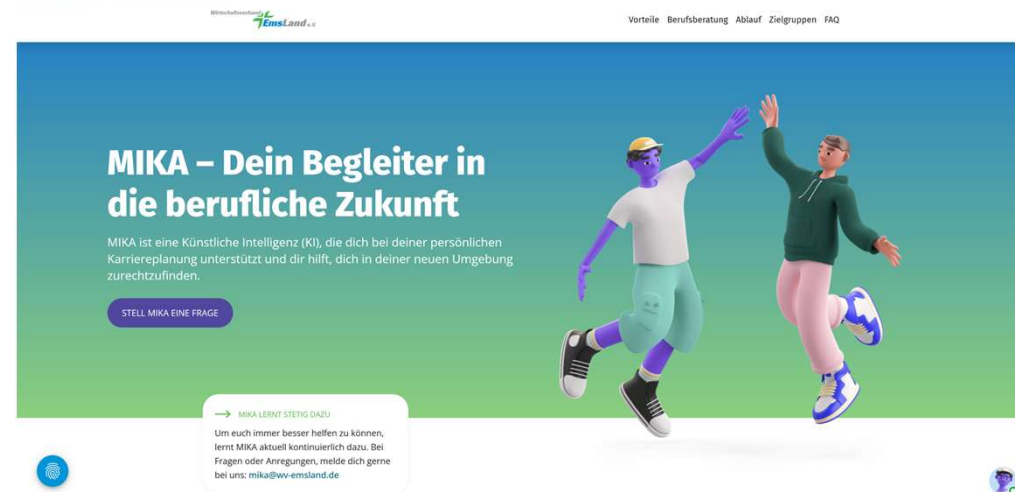 Wirtschaftsverband
EmsLand e.V.
Vorteile Berufsberatung Ablauf Zielgruppen FAQ
MIKA – Dein Begleiter in
die berufliche Zukunft
MIKA ist eine Künstliche Intelligenz (KI), die dich bei deiner persönlichen
Karriereplanung unterstützt und dir hilft, dich in deiner neuen Umgebung
zurechtzufinden.
STELL MIKA EINE FRAGE
MIKA LERNT STETIG DAZU
Um euch immer besser helfen zu können,
lernt MIKA aktuell kontinuierlich dazu. Bei
Fragen oder Anregungen, melde dich gerne
bei uns: mika@wv-emsland.de